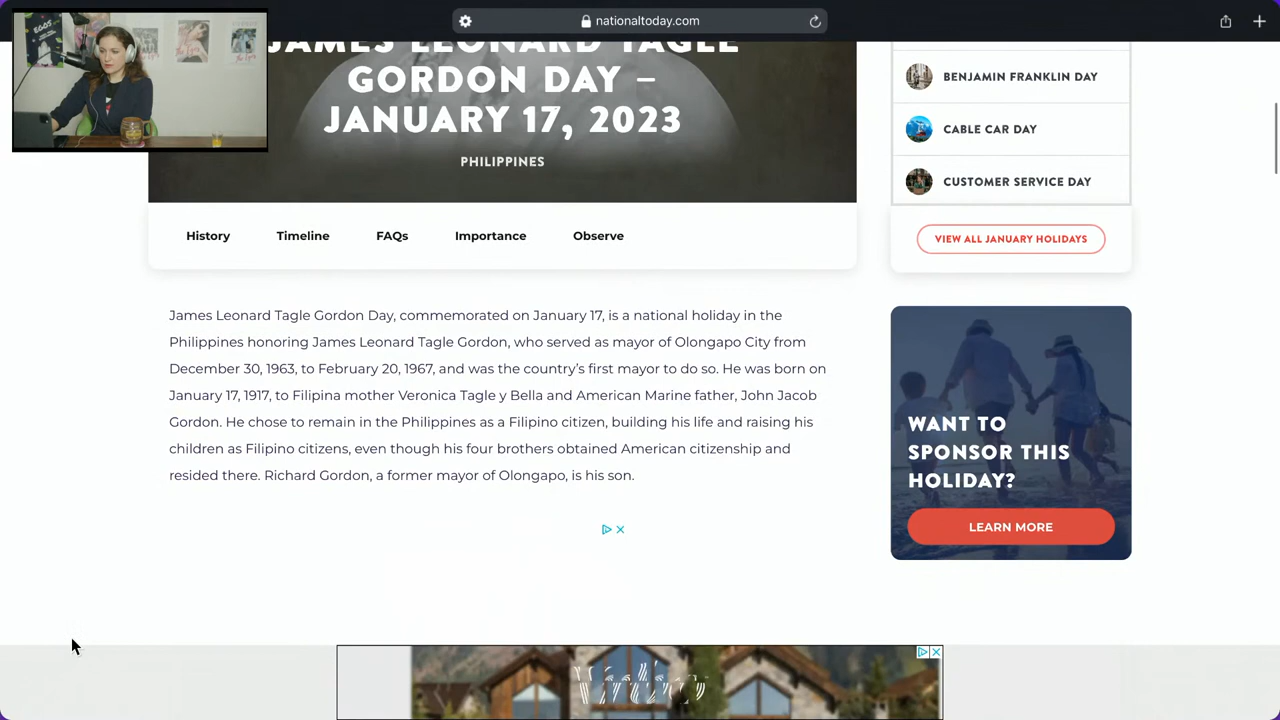 nationaltoday.com
JAMES LEONARD TAGLE
GORDON DAY –
JANUARY 17, 2023
PHILIPPINES
History Timeline FAQs Importance Observe
James Leonard Tagle Gordon Day, commemorated on January 17, is a national holiday in the
Philippines honoring James Leonard Tagle Gordon, who served as mayor of Olongapo City from
December 30, 1963, to February 20, 1967, and was the country’s first mayor to do so. He was born on
January 17, 1917, to Filipina mother Veronica Tagle y Bella and American Marine father, John Jacob
Gordon. He chose to remain in the Philippines as a Filipino citizen, building his life and raising his
children as Filipino citizens, even though his four brothers obtained American citizenship and
resided there. Richard Gordon, a former mayor of Olongapo, is his son.
BENJAMIN FRANKLIN DAY
CABLE CAR DAY
CUSTOMER SERVICE DAY
VIEW ALL JANUARY HOLIDAYS
WANT TO
SPONSOR THIS
HOLIDAY?
LEARN MORE